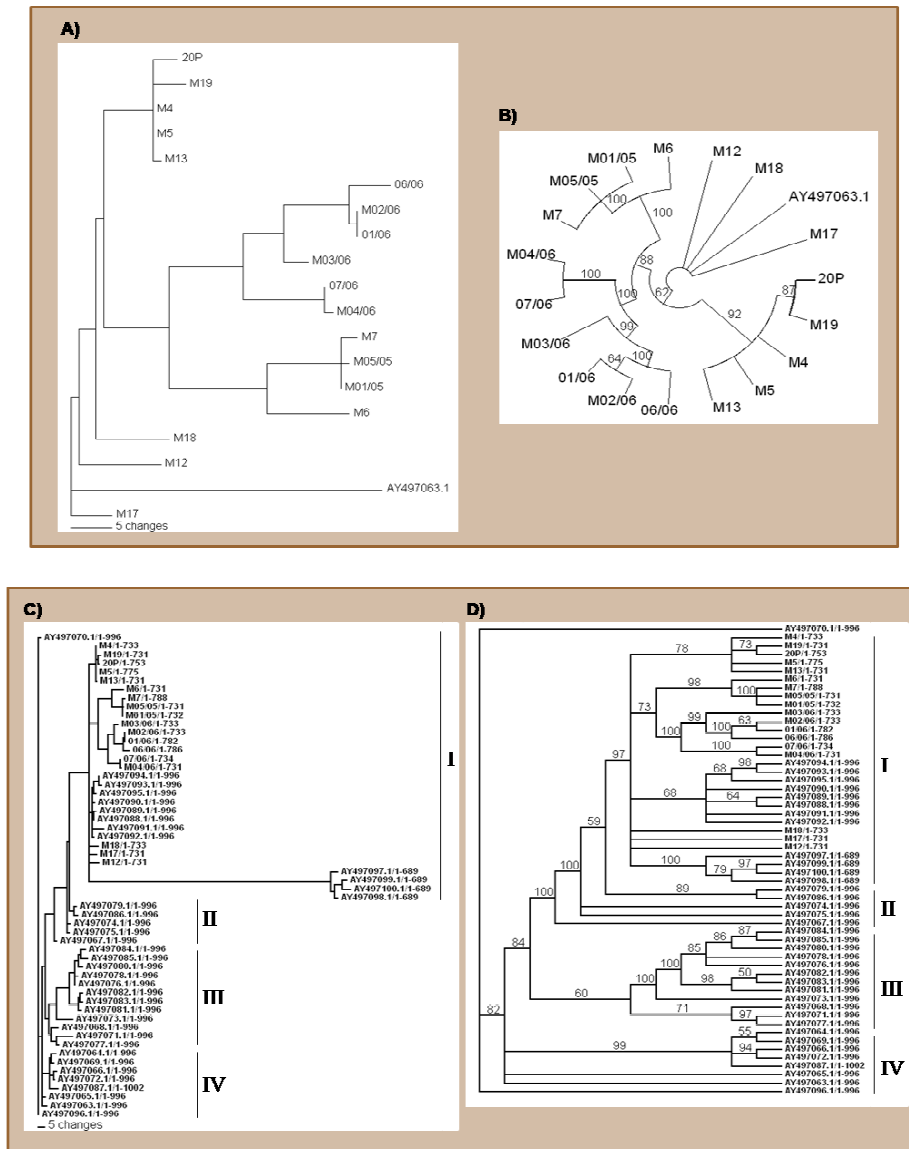 A)
20P
M19
M4
M5
M13
06/06
M02/06
01/06
M03/06
07/06
M04/06
M7
M05/05
M01/05
M6
M18
M12
AY497063.1
M17
5 changes
B)
M12
M18
AY497063.1
M17
20P
M19
M4
M5
M13
06/06
M02/06
01/06
M03/06
07/06
M04/06
M7
M05/05
M01/05
M6
100
100
88
62
100
100
99
100
64
92
87
C)
AY497070.1/1-996
M4/1-733
M19/1-731
20P/1-753
M5/1-775
M13/1-731
M6/1-731
M7/1-788
M05/05/1-731
M01/05/1-732
M03/06/1-733
M02/06/1-733
01/06/1-782
06/06/1-786
07/06/1-734
M04/06/1-731
AY497094.1/1-996
AY497093.1/1-996
AY497095.1/1-996
AY497090.1/1-996
AY497089.1/1-996
AY497088.1/1-996
AY497091.1/1-996
AY497092.1/1-996
M18/1-733
M17/1-731
M12/1-731
AY497097.1/1-689
AY497099.1/1-689
AY497100.1/1-689
AY497098.1/1-689
AY497079.1/1-996
AY497086.1/1-996
AY497074.1/1-996
AY497075.1/1-996
AY497067.1/1-996
AY497084.1/1-996
AY497085.1/1-996
AY497080.1/1-996
AY497078.1/1-996
AY497076.1/1-996
AY497082.1/1-996
AY497083.1/1-996
AY497081.1/1-996
AY497073.1/1-996
AY497068.1/1-996
AY497071.1/1-996
AY497077.1/1-996
AY497064.1/1-996
AY497069.1/1-996
AY497066.1/1-996
AY497072.1/1-996
AY497087.1/1-1002
AY497065.1/1-996
AY497063.1/1-996
AY497096.1/1-996
I
II
III
IV
5 changes
D)
AY497070.1/1-996
M4/1-733
M19/1-731
20P/1-753
M5/1-775
M13/1-731
M6/1-731
M7/1-788
M05/05/1-731
M01/05/1-732
M03/06/1-733
M02/06/1-733
01/06/1-782
06/06/1-786
07/06/1-734
M04/06/1-731
AY497094.1/1-996
AY497093.1/1-996
AY497095.1/1-996
AY497090.1/1-996
AY497089.1/1-996
AY497088.1/1-996
AY497091.1/1-996
AY497092.1/1-996
M18/1-733
M17/1-731
M12/1-731
AY497097.1/1-689
AY497099.1/1-689
AY497100.1/1-689
AY497098.1/1-689
AY497079.1/1-996
AY497086.1/1-996
AY497074.1/1-996
AY497075.1/1-996
AY497067.1/1-996
AY497084.1/1-996
AY497085.1/1-996
AY497080.1/1-996
AY497078.1/1-996
AY497076.1/1-996
AY497082.1/1-996
AY497083.1/1-996
AY497081.1/1-996
AY497073.1/1-996
AY497068.1/1-996
AY497071.1/1-996
AY497077.1/1-996
AY497064.1/1-996
AY497069.1/1-996
AY497066.1/1-996
AY497072.1/1-996
AY497087.1/1-1002
AY497065.1/1-996
AY497063.1/1-996
AY497096.1/1-996
78
73
98
100
73
99
63
100
100
100
97
98
68
68
64
100
97
79
59
89
100
87
86
85
84
100
50
98
100
60
71
97
82
55
94
99
I
II
III
IV